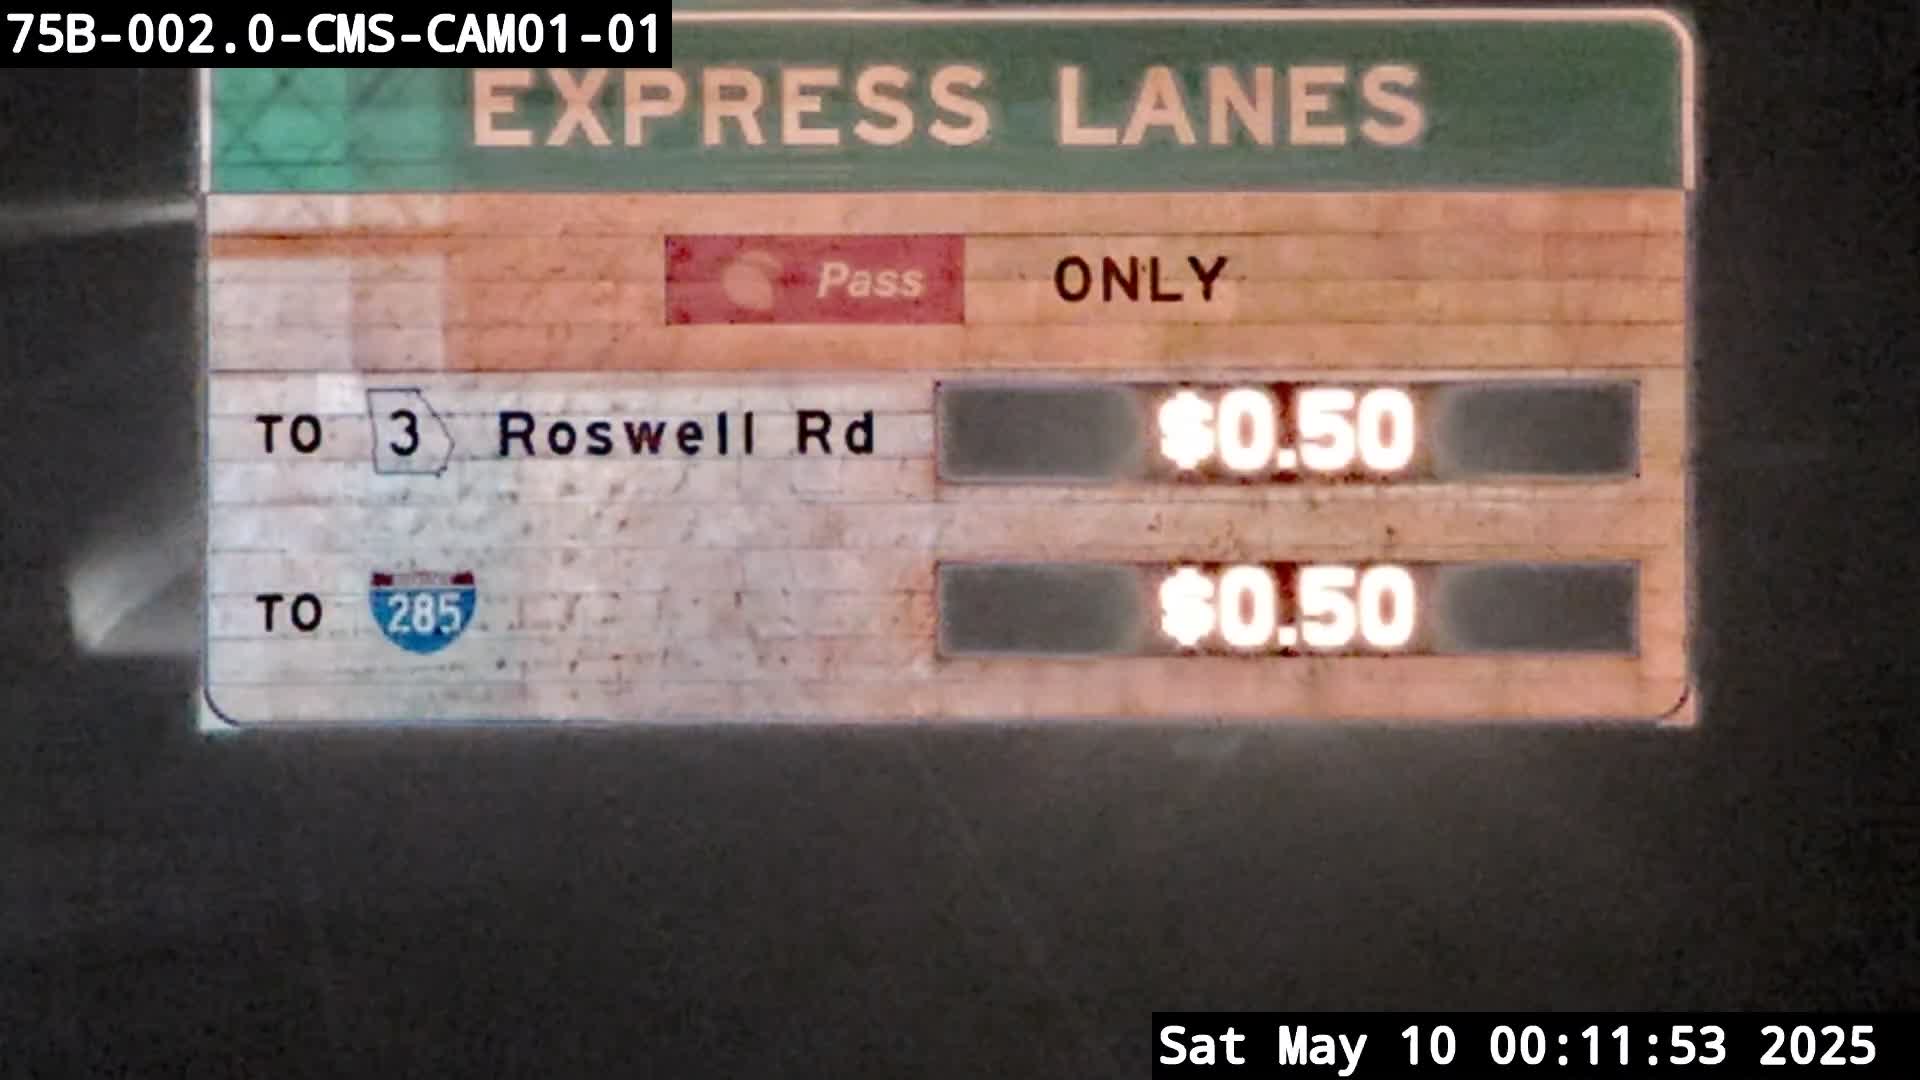 75B-002.0-CMS-CAM01-01
EXPRESS LANES
Pass ONLY
TO 3 Roswell Rd $0.50
TO 285 $0.50
Sat May 10 00:11:53 2025